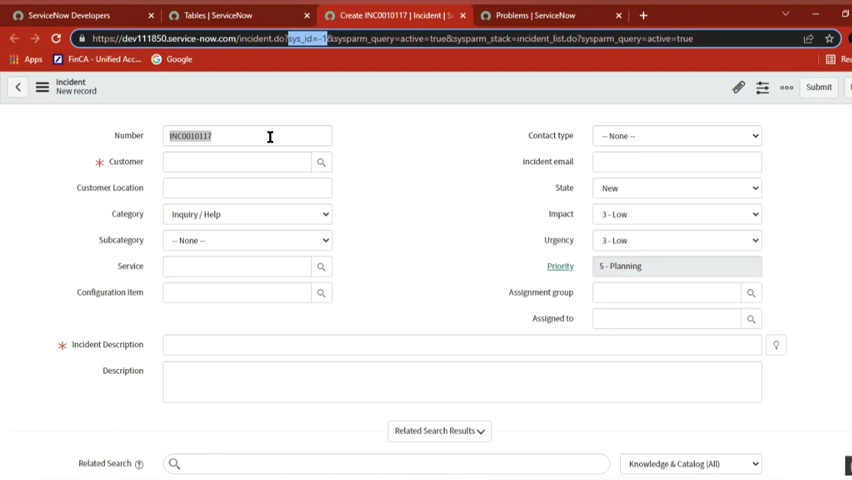 ServiceNow Developers
Tables | ServiceNow
Create INC0010117 | Incident | S
Problems | ServiceNow
https://dev111850.service-now.com/incident.do?sys_id=-1&sysparm_query=active=true&sysparm_stack=incident_list.do?sysparm_query=active=true
Apps
FinCA - Unified Acc...
Google
Rea
Incident
New record
Submit
Number INC0010117
Contact type -- None --
Customer
Incident email
Customer Location
State New
Category Inquiry / Help
Impact 3 - Low
Subcategory -- None --
Urgency 3 - Low
Service
Priority 5 - Planning
Configuration item
Assignment group
Assigned to
Incident Description
Description
Related Search Results
Related Search Knowledge & Catalog (All)